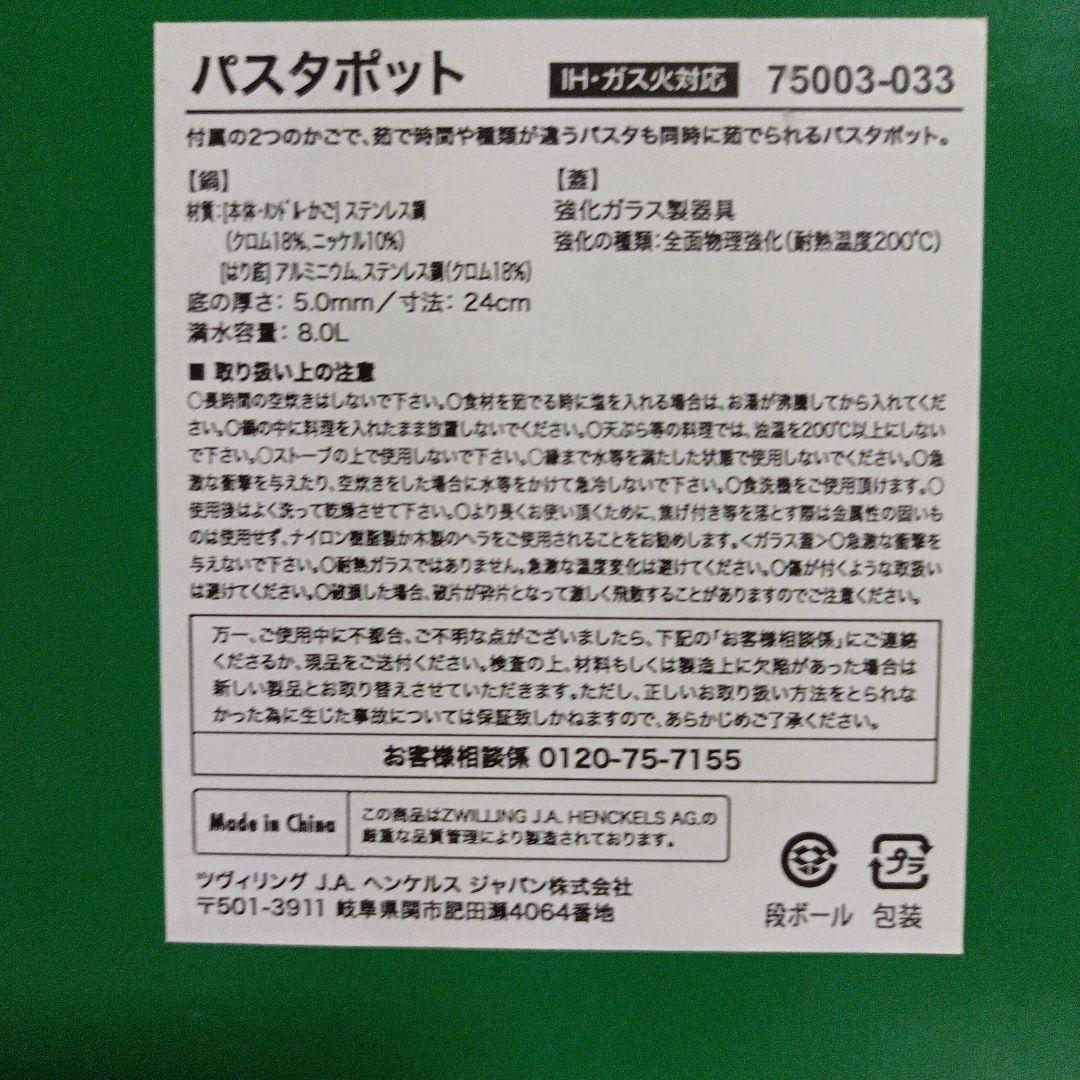 パスタポット
IH・ガス火対応
75003-033
付属の2つのかごで、茹で時間や種類が違うパスタも同時に茹でられるパスタポット。
【鍋】
材質:[本体・ハンドル・かご] ステンレス鋼
(クロム18%、ニッケル10%)
[はり底] アルミニウム、ステンレス鋼(クロム18%)
底の厚さ: 5.0mm/寸法: 24cm
満水容量: 8.0L
【蓋】
強化ガラス製器具
強化の種類:全面物理強化(耐熱温度200℃)
■ 取り扱い上の注意
○長時間の空炊きはしないで下さい。○食材を茹でる時に塩を入れる場合は、お湯が沸騰してから入れてくだ
さい。○鍋の中に料理を入れたまま放置しないでください。○天ぷら等の料理では、油温を200℃以上にしない
で下さい。○ストーブの上で使用しないで下さい。○縁まで水等を満たした状態で使用しないでください。○急
激な衝撃を与えたり、空炊きをした場合に水等をかけて急冷しないで下さい。○食洗機をご使用頂けます。○
使用後はよく洗って乾燥させて下さい。○より長くお使い頂くために、焦げ付き等を落とす際は金属性の固いも
のは使用せず、ナイロン樹脂製か木製のヘラをご使用されることをお勧めします。<ガラス蓋>○急激な衝撃を
与えないで下さい。○耐熱ガラスではありません。急激な温度変化は避けてください。○傷が付くような取扱い
は避けてください。○破損した場合、破片が砕片となって激しく飛散することがありますのでご注意ください。
万一、ご使用中に不都合、ご不明な点がございましたら、下記の「お客様相談係」にご連絡
くださるか、現品をご送付ください。検査の上、材料もしくは製造上に欠陥があった場合は
新しい製品とお取り替えさせていただきます。ただし、正しいお取り扱い方法をとられな
かった為に生じた事故については保証致しかねますので、あらかじめご了承ください。
お客様相談係 0120-75-7155
Made in China
この商品はZWILLING J.A. HENCKELS AG.の
厳重な品質管理により製造されております。
ツヴィリング J.A. ヘンケルス ジャパン株式会社
〒501-3911 岐阜県関市肥田瀬4064番地
プラ
段ボール
包装